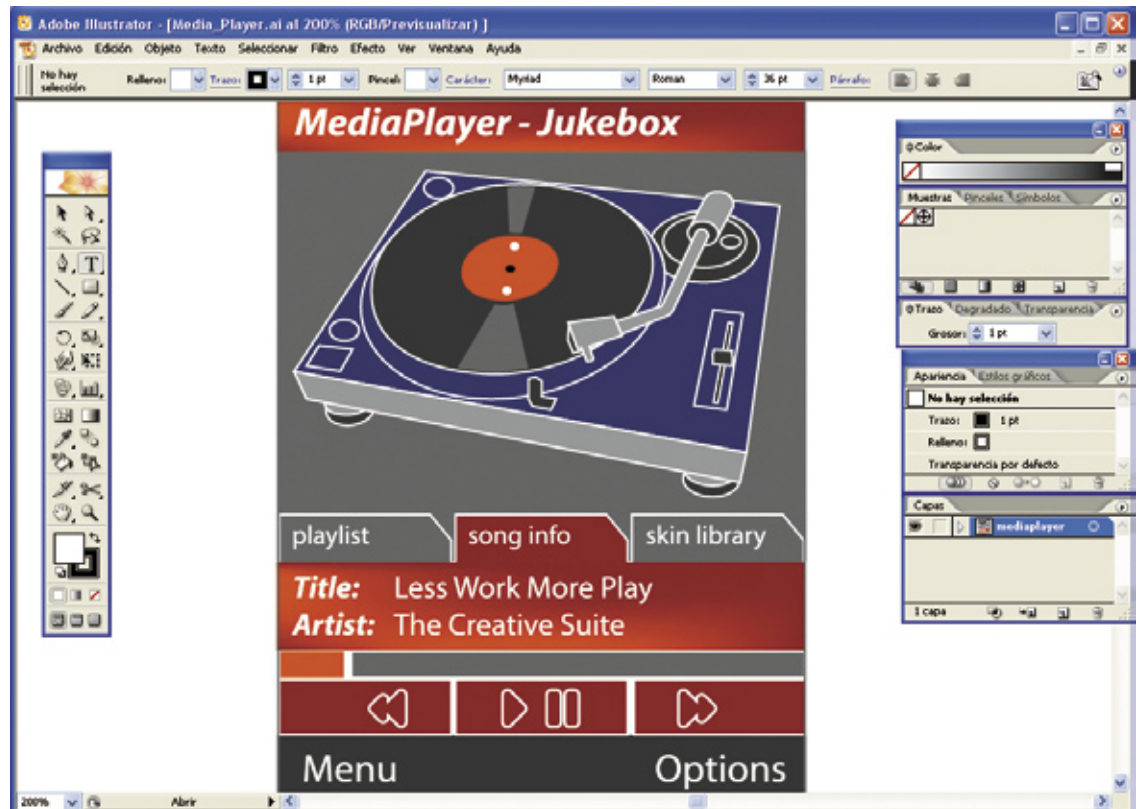 Adobe Illustrator - [Media_Player.ai al 200% (RGB/Previsualizar) ]
Archivo Edición Objeto Texto Seleccionar Filtro Efecto Ver Ventana Ayuda
No hay selección Relleno: Trazo: 1 pt Pincel: Carácter: Myriad Roman 36 pt Párrafo:
MediaPlayer - Jukebox
Color
Muestras Pinceles Símbolos
Trazo Degradado Transparencia
Grosor: 1 pt
Apariencia Estilos gráficos
No hay selección
Trazo: 1 pt
Relleno:
Transparencia por defecto
Capas
mediaplayer
1 capa
T
playlist song info skin library
Title: Less Work More Play
Artist: The Creative Suite
Menu Options
200% Abrir